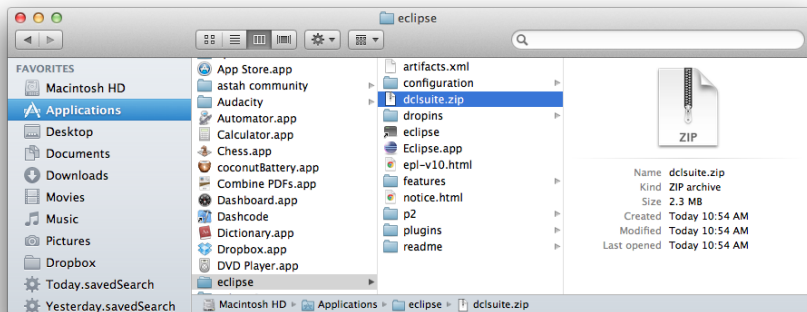 eclipse
FAVORITES
Macintosh HD
Applications
Desktop
Documents
Downloads
Movies
Music
Pictures
Dropbox
Today.savedSearch
Yesterday.savedSearch
App Store.app
astah community
Audacity
Automator.app
Calculator.app
Chess.app
coconutBattery.app
Combine PDFs.app
Dashboard.app
Dashcode
Dictionary.app
Dropbox.app
DVD Player.app
eclipse
artifacts.xml
configuration
dclsuite.zip
dropins
eclipse
Eclipse.app
epl-v10.html
features
notice.html
p2
plugins
readme
ZIP
Name dclsuite.zip
Kind ZIP archive
Size 2.3 MB
Created Today 10:54 AM
Modified Today 10:54 AM
Last opened Today 10:54 AM
Macintosh HD Applications eclipse dclsuite.zip